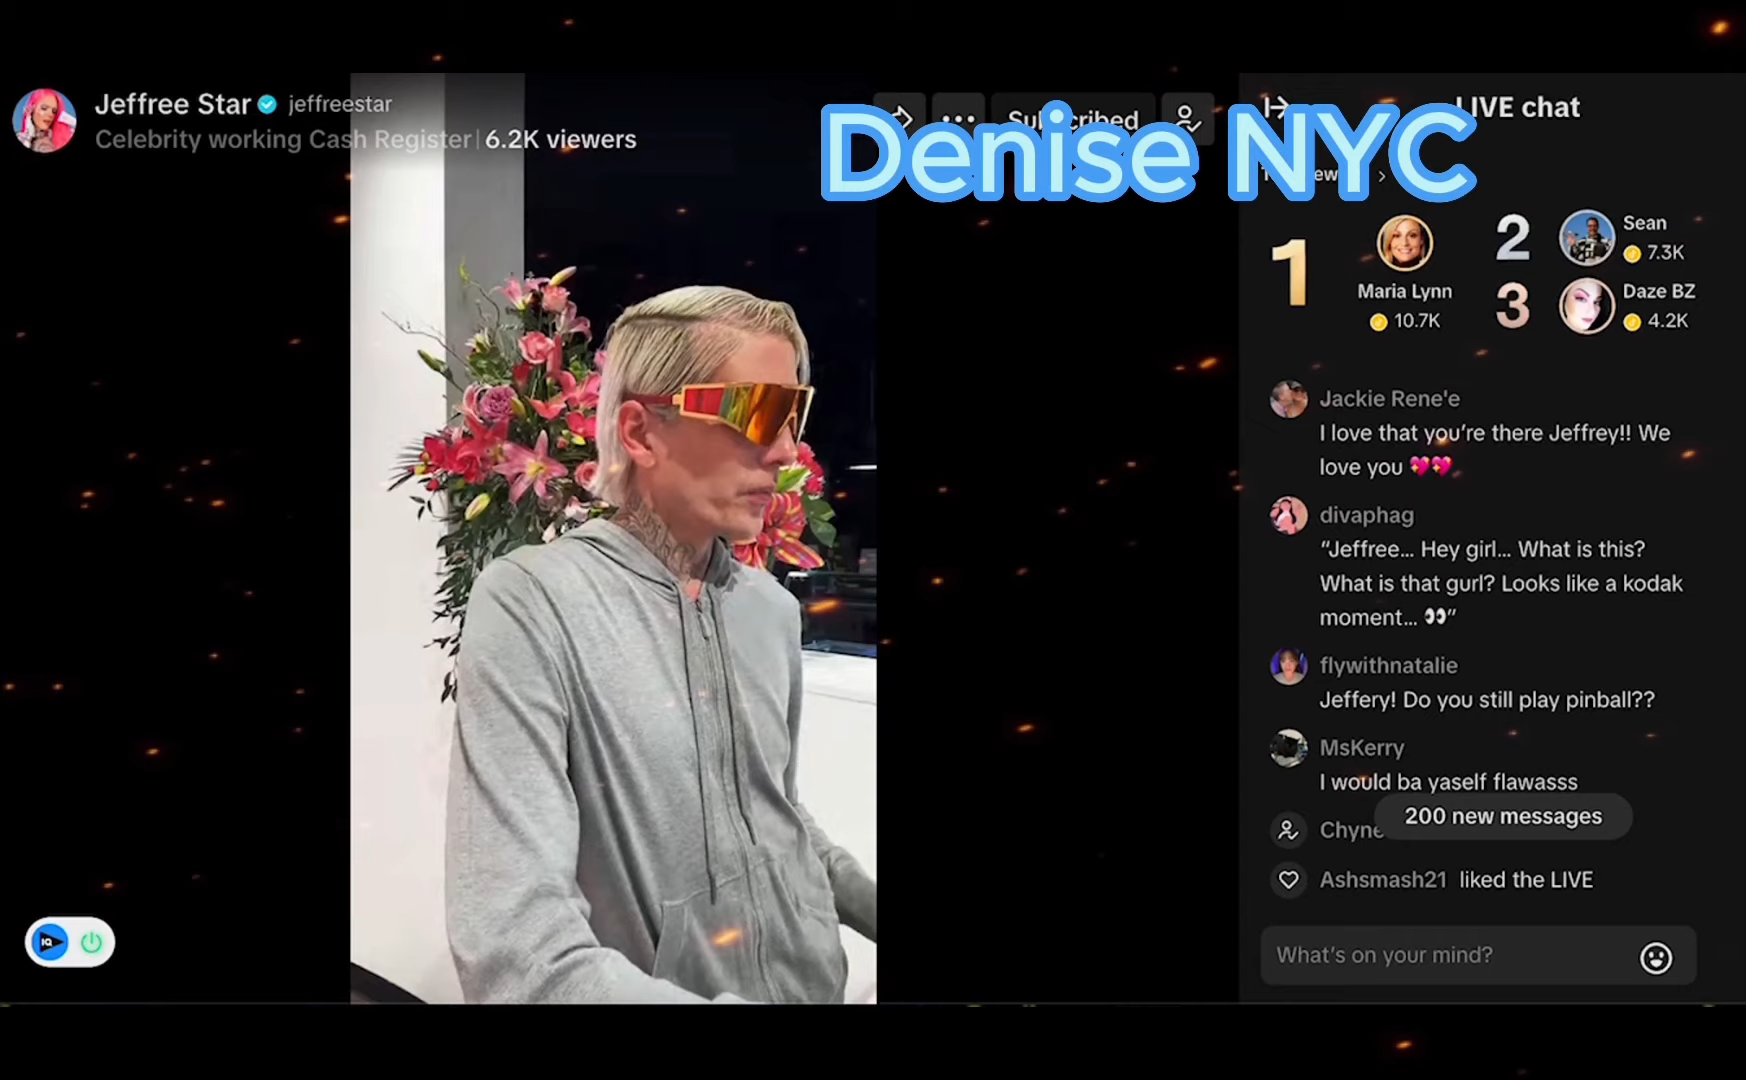 Jeffree Star jeffreestar
Celebrity working Cash Register | 6.2K viewers
Denise NYC
LIVE chat
1
Maria Lynn
10.7K
2
Sean
7.3K
3
Daze BZ
4.2K
Jackie Rene'e
I love that you're there Jeffrey!! We
love you 💖💖
divaphag
“Jeffree... Hey girl... What is this?
What is that gurl? Looks like a kodak
moment... 👀”
flywithnatalie
Jeffery! Do you still play pinball??
MsKerry
I would ba yaself flawasss
200 new messages
Ashsmash21 liked the LIVE
What's on your mind?
IQ